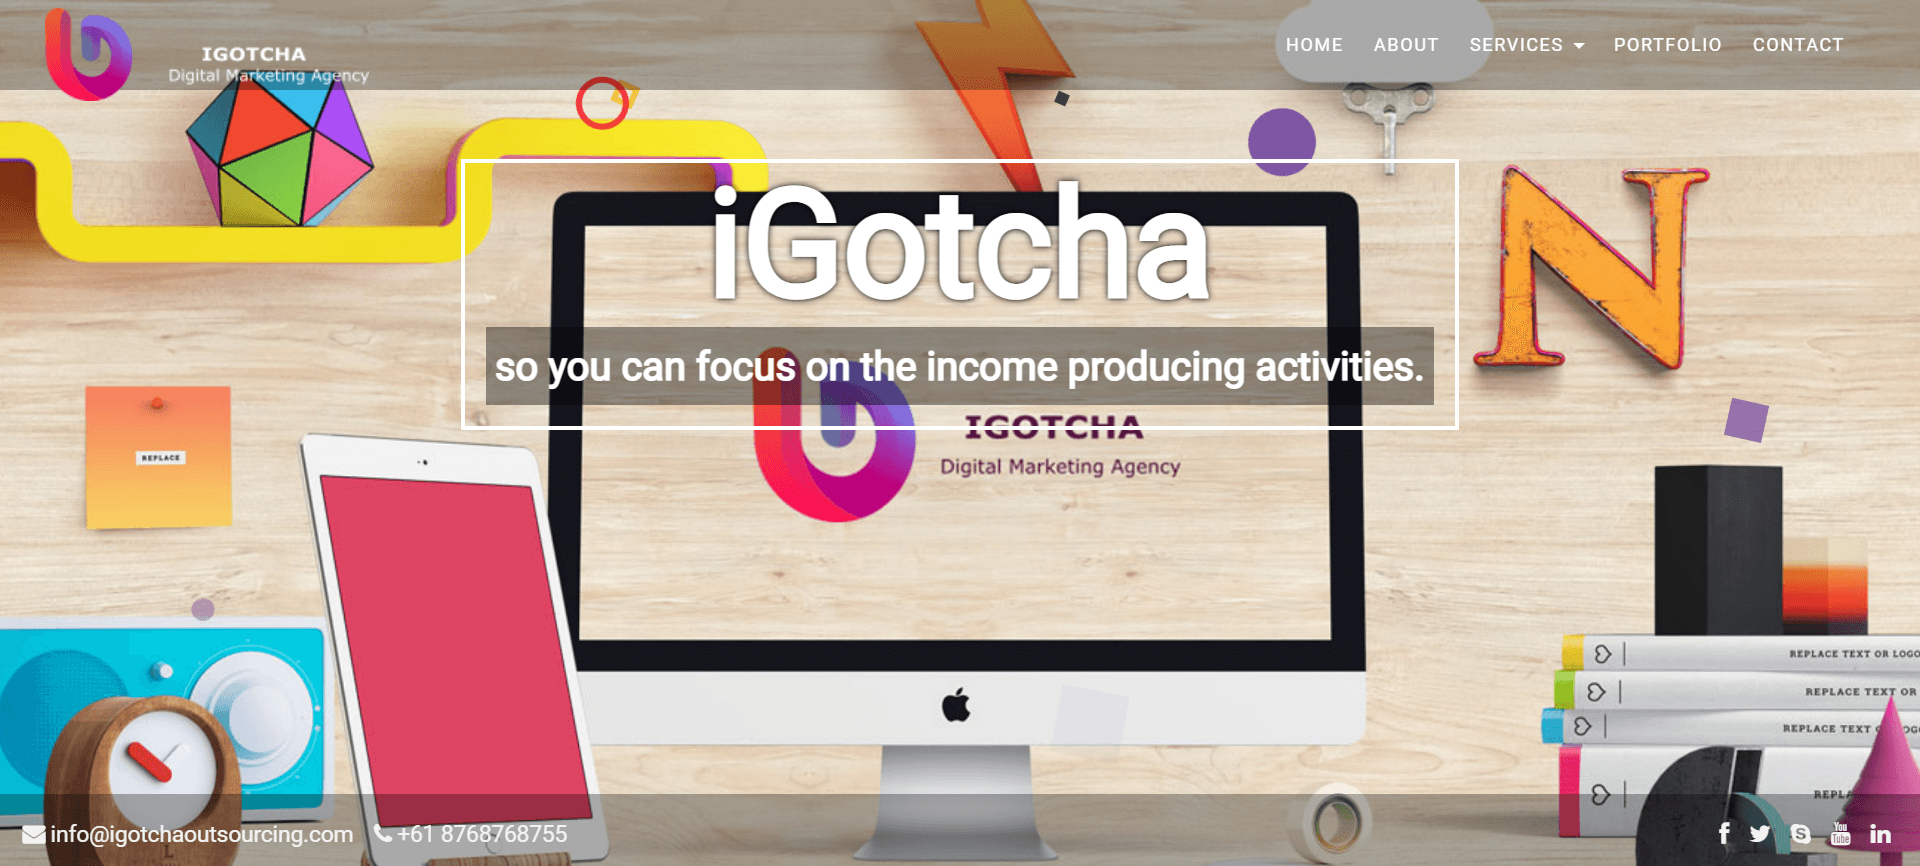 IGOTCHA
Digital Marketing Agency
HOME ABOUT SERVICES PORTFOLIO CONTACT
iGotcha
so you can focus on the income producing activities.
IGOTCHA
Digital Marketing Agency
REPLACE
REPLACE TEXT OR LOGO
REPLACE TEXT OR
REPLACE TEXT
REPL
info@igotchaoutsourcing.com +61 8768768755
You
Tube